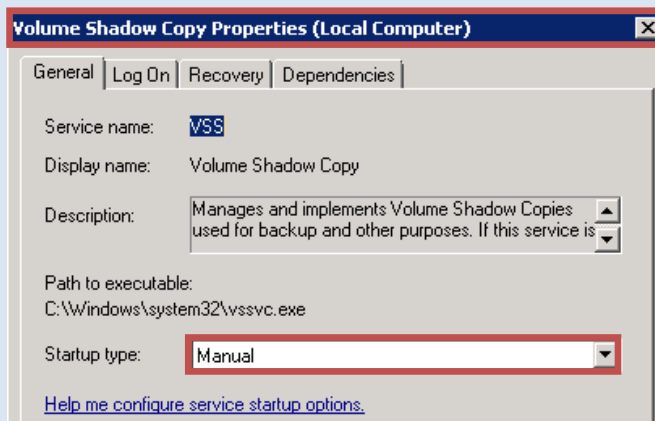 Volume Shadow Copy Properties (Local Computer)
General Log On Recovery Dependencies
Service name: VSS
Display name: Volume Shadow Copy
Description: Manages and implements Volume Shadow Copies
used for backup and other purposes. If this service is
Path to executable:
C:\Windows\system32\vssvc.exe
Startup type: Manual
Help me configure service startup options.